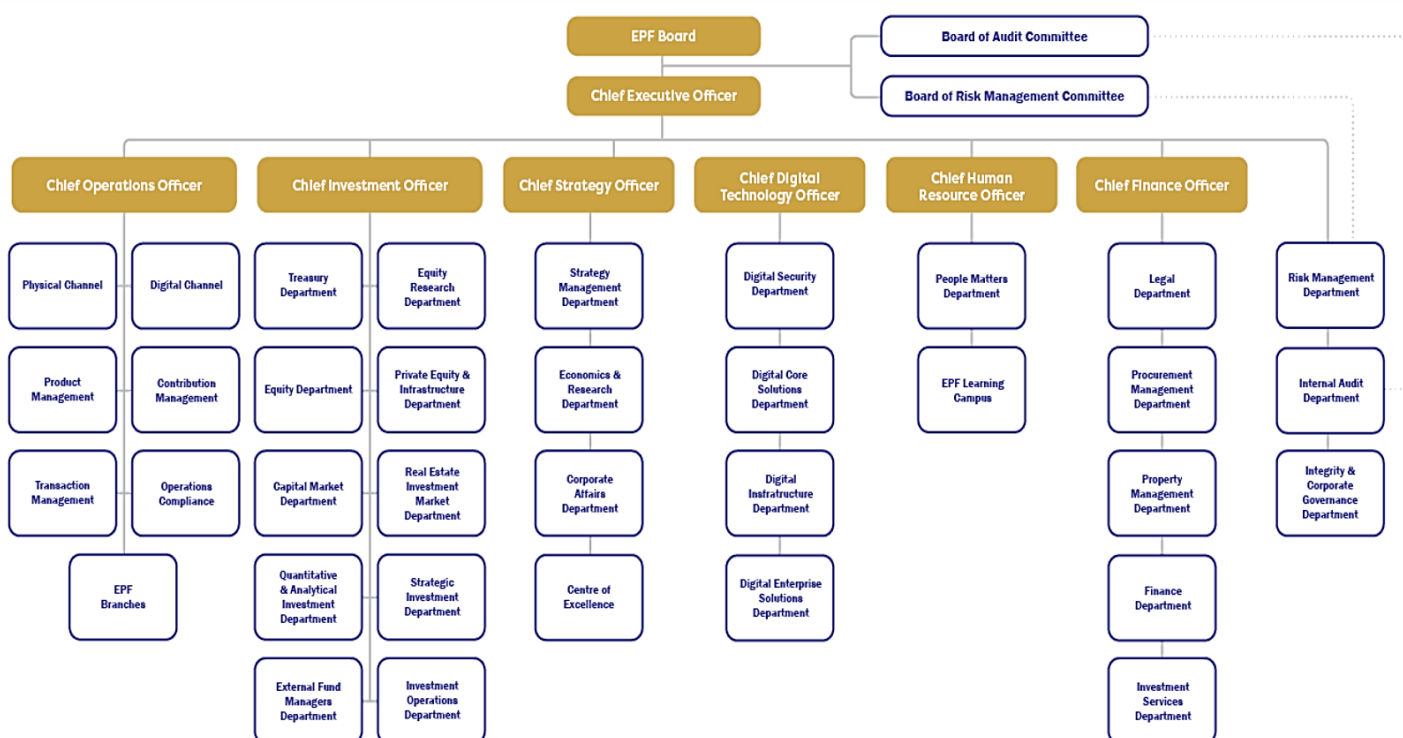 EPF Board
Board of Audit Committee
Chief Executive Officer
Board of Risk Management Committee
Chief Operations Officer
Chief Investment Officer
Chief Strategy Officer
Chief Digital
Technology Officer
Chief Human
Resource Officer
Chief Finance Officer
Physical Channel
Digital Channel
Treasury
Department
Equity
Research
Department
Strategy
Management
Department
Digital Security
Department
People Matters
Department
Legal
Department
Risk Management
Department
Product
Management
Contribution
Management
Equity Department
Private Equity &
Infrastructure
Department
Economics &
Research
Department
Digital Core
Solutions
Department
EPF Learning
Campus
Procurement
Management
Department
Internal Audit
Department
Transaction
Management
Operations
Compliance
Capital Market
Department
Real Estate
Investment
Market
Department
Corporate
Affairs
Department
Digital
Insfratructure
Department
Property
Management
Department
Integrity &
Corporate
Governance
Department
EPF
Branches
Quantitative
& Analytical
Investment
Department
Strategic
Investment
Department
Centre of
Excellence
Digital Enterprise
Solutions
Department
Finance
Department
External Fund
Managers
Department
Investment
Operations
Department
Investment
Services
Department